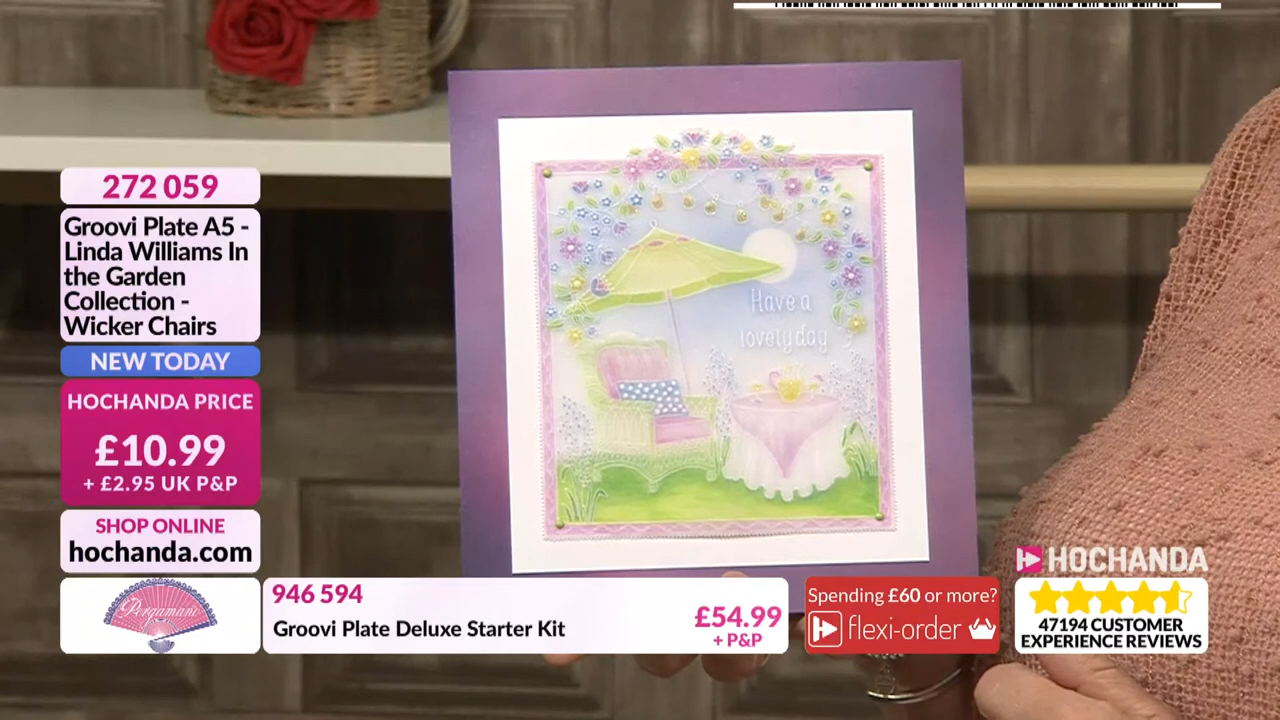 272 059
Groovi Plate A5 -
Linda Williams In
the Garden
Collection -
Wicker Chairs
NEW TODAY
HOCHANDA PRICE
£10.99
+ £2.95 UK P&P
SHOP ONLINE
hochanda.com
Have a
lovely day
Pergamano
946 594
Groovi Plate Deluxe Starter Kit
£54.99
+ P&P
Spending £60 or more?
flexi-order
HOCHANDA
47194 CUSTOMER
EXPERIENCE REVIEWS